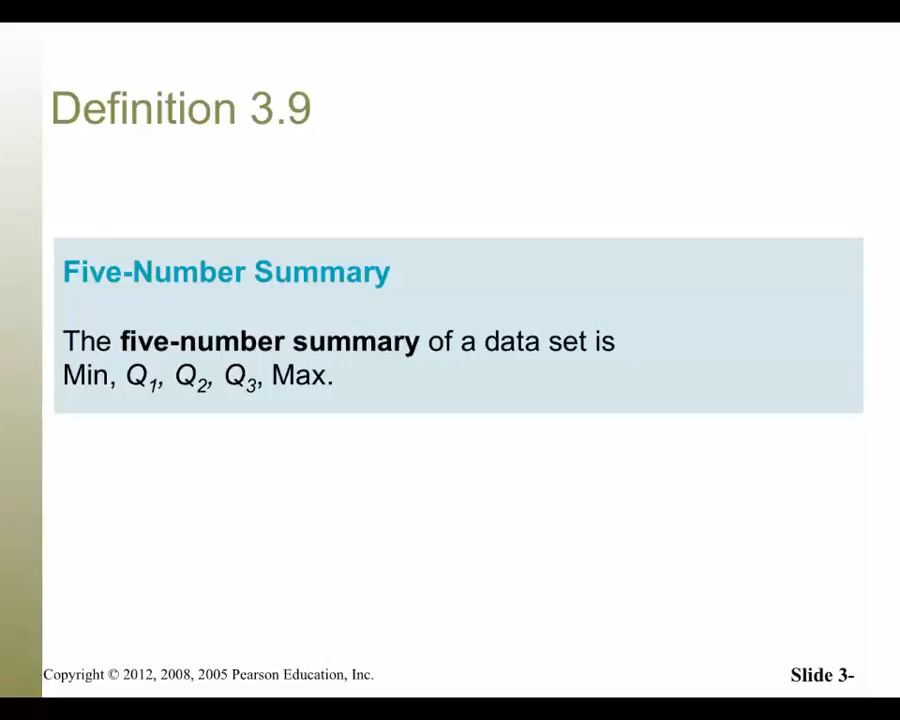 Definition 3.9
Five-Number Summary
The five-number summary of a data set is
Min, Q1, Q2, Q3, Max.
Copyright © 2012, 2008, 2005 Pearson Education, Inc.
Slide 3-